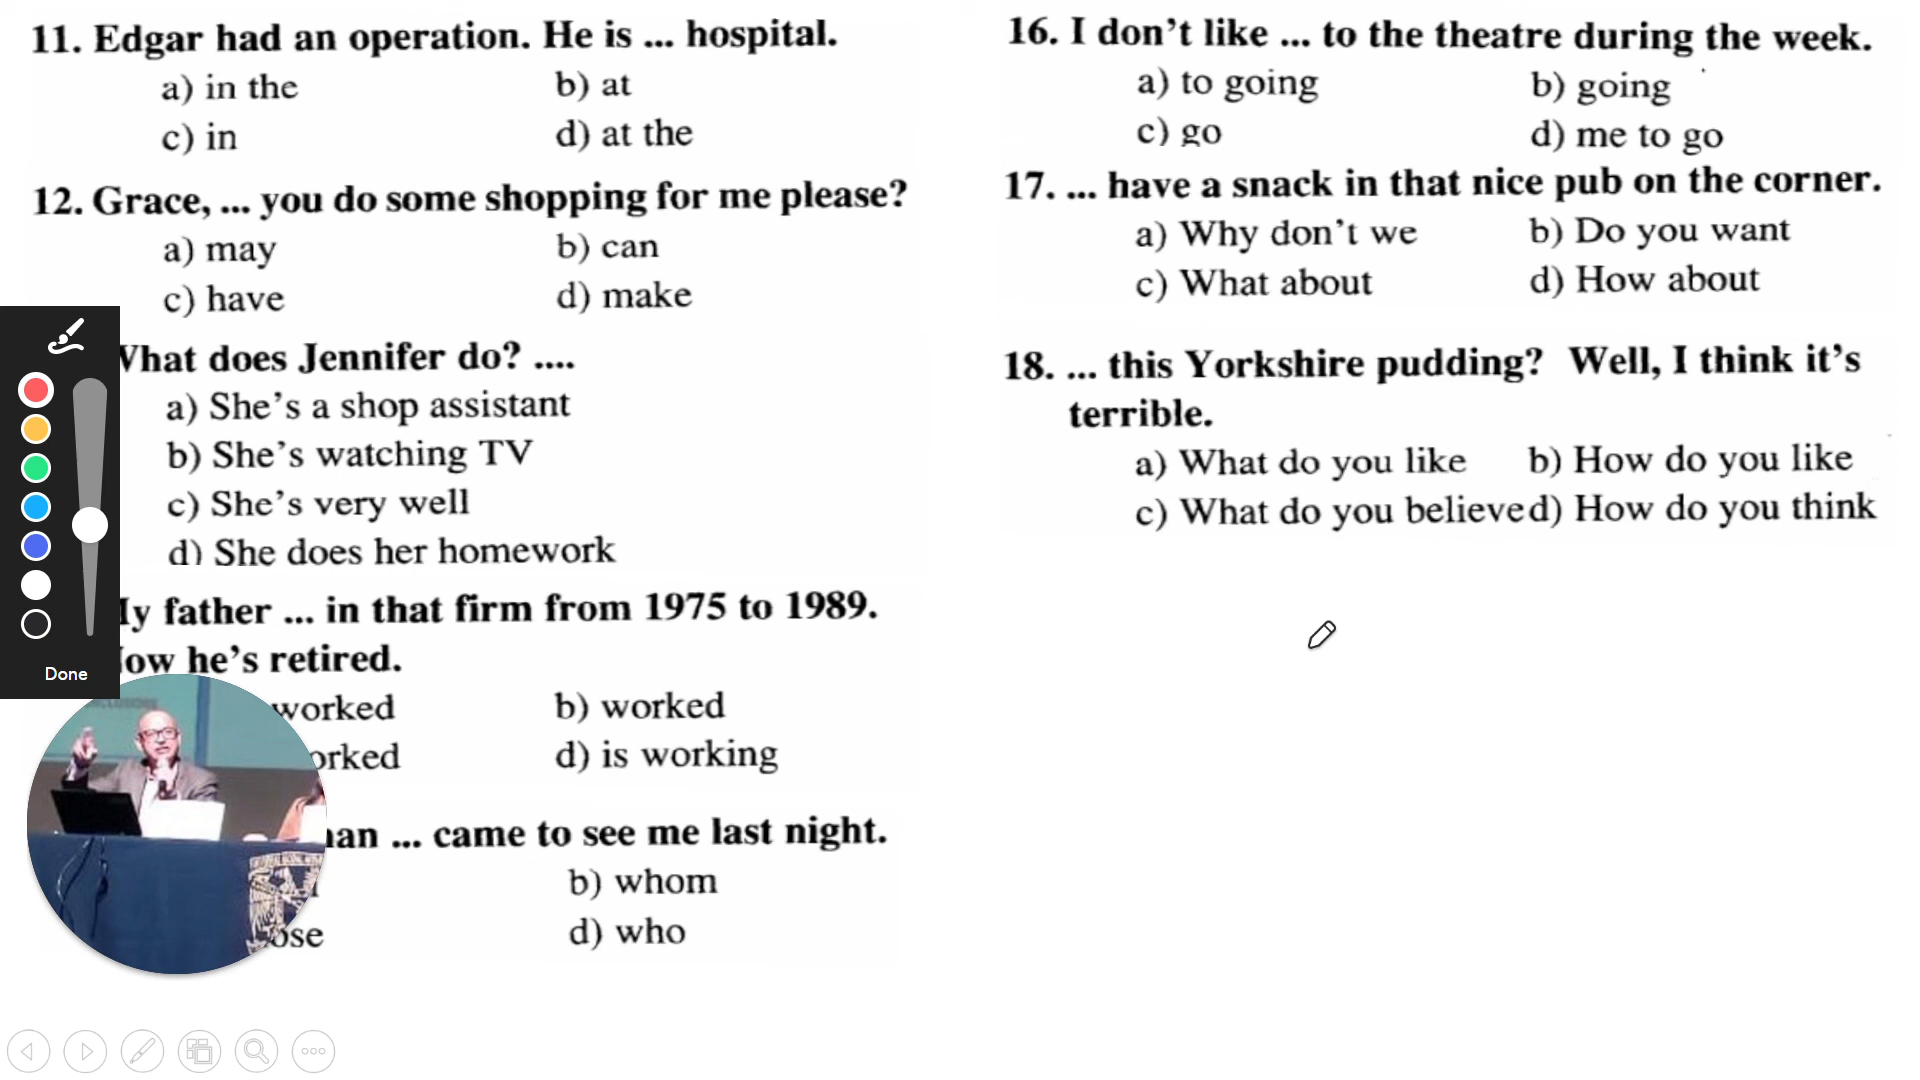 11. Edgar had an operation. He is ... hospital.
a) in the b) at
c) in d) at the
12. Grace, ... you do some shopping for me please?
a) may b) can
c) have d) make
does Jennifer do? ....
a) She's a shop assistant
b) She's watching TV
c) She's very well
d) She does her homework
father ... in that firm from 1975 to 1989.
he's retired.
worked b) worked
d) is working
... came to see me last night.
b) whom
d) who
16. I don't like ... to the theatre during the week.
a) to going b) going
c) go d) me to go
17. ... have a snack in that nice pub on the corner.
a) Why don't we b) Do you want
c) What about d) How about
18. ... this Yorkshire pudding? Well, I think it's
terrible.
a) What do you like b) How do you like
c) What do you believe d) How do you think
Done